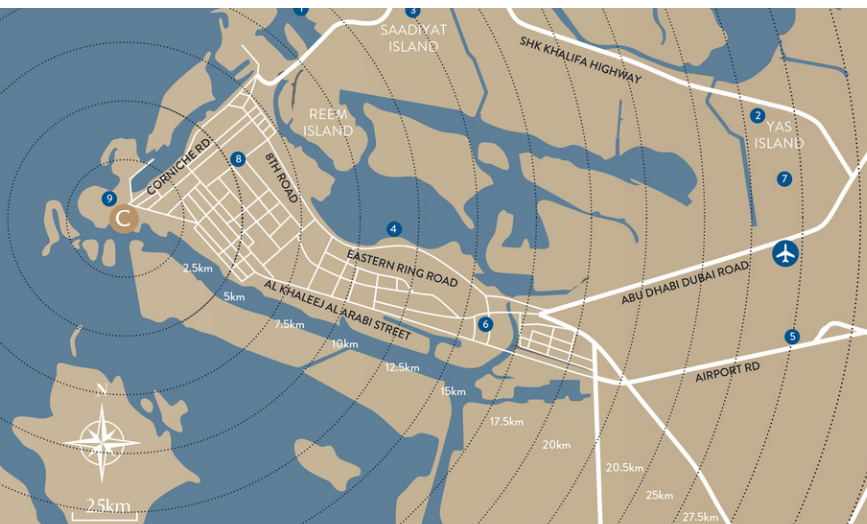 1
3
SAADIYAT
ISLAND
SHK KHALIFA HIGHWAY
REEM
ISLAND
2
YAS
ISLAND
CORNICHE RD
8
8TH ROAD
7
9
C
4
EASTERN RING ROAD
ABU DHABI DUBAI ROAD
2.5km
5km
AL KHALEEJ AL ARABI STREET
7.5km
6
5
10km
12.5km
AIRPORT RD
15km
N
17.5km
20km
20.5km
25km
25km
27.5km